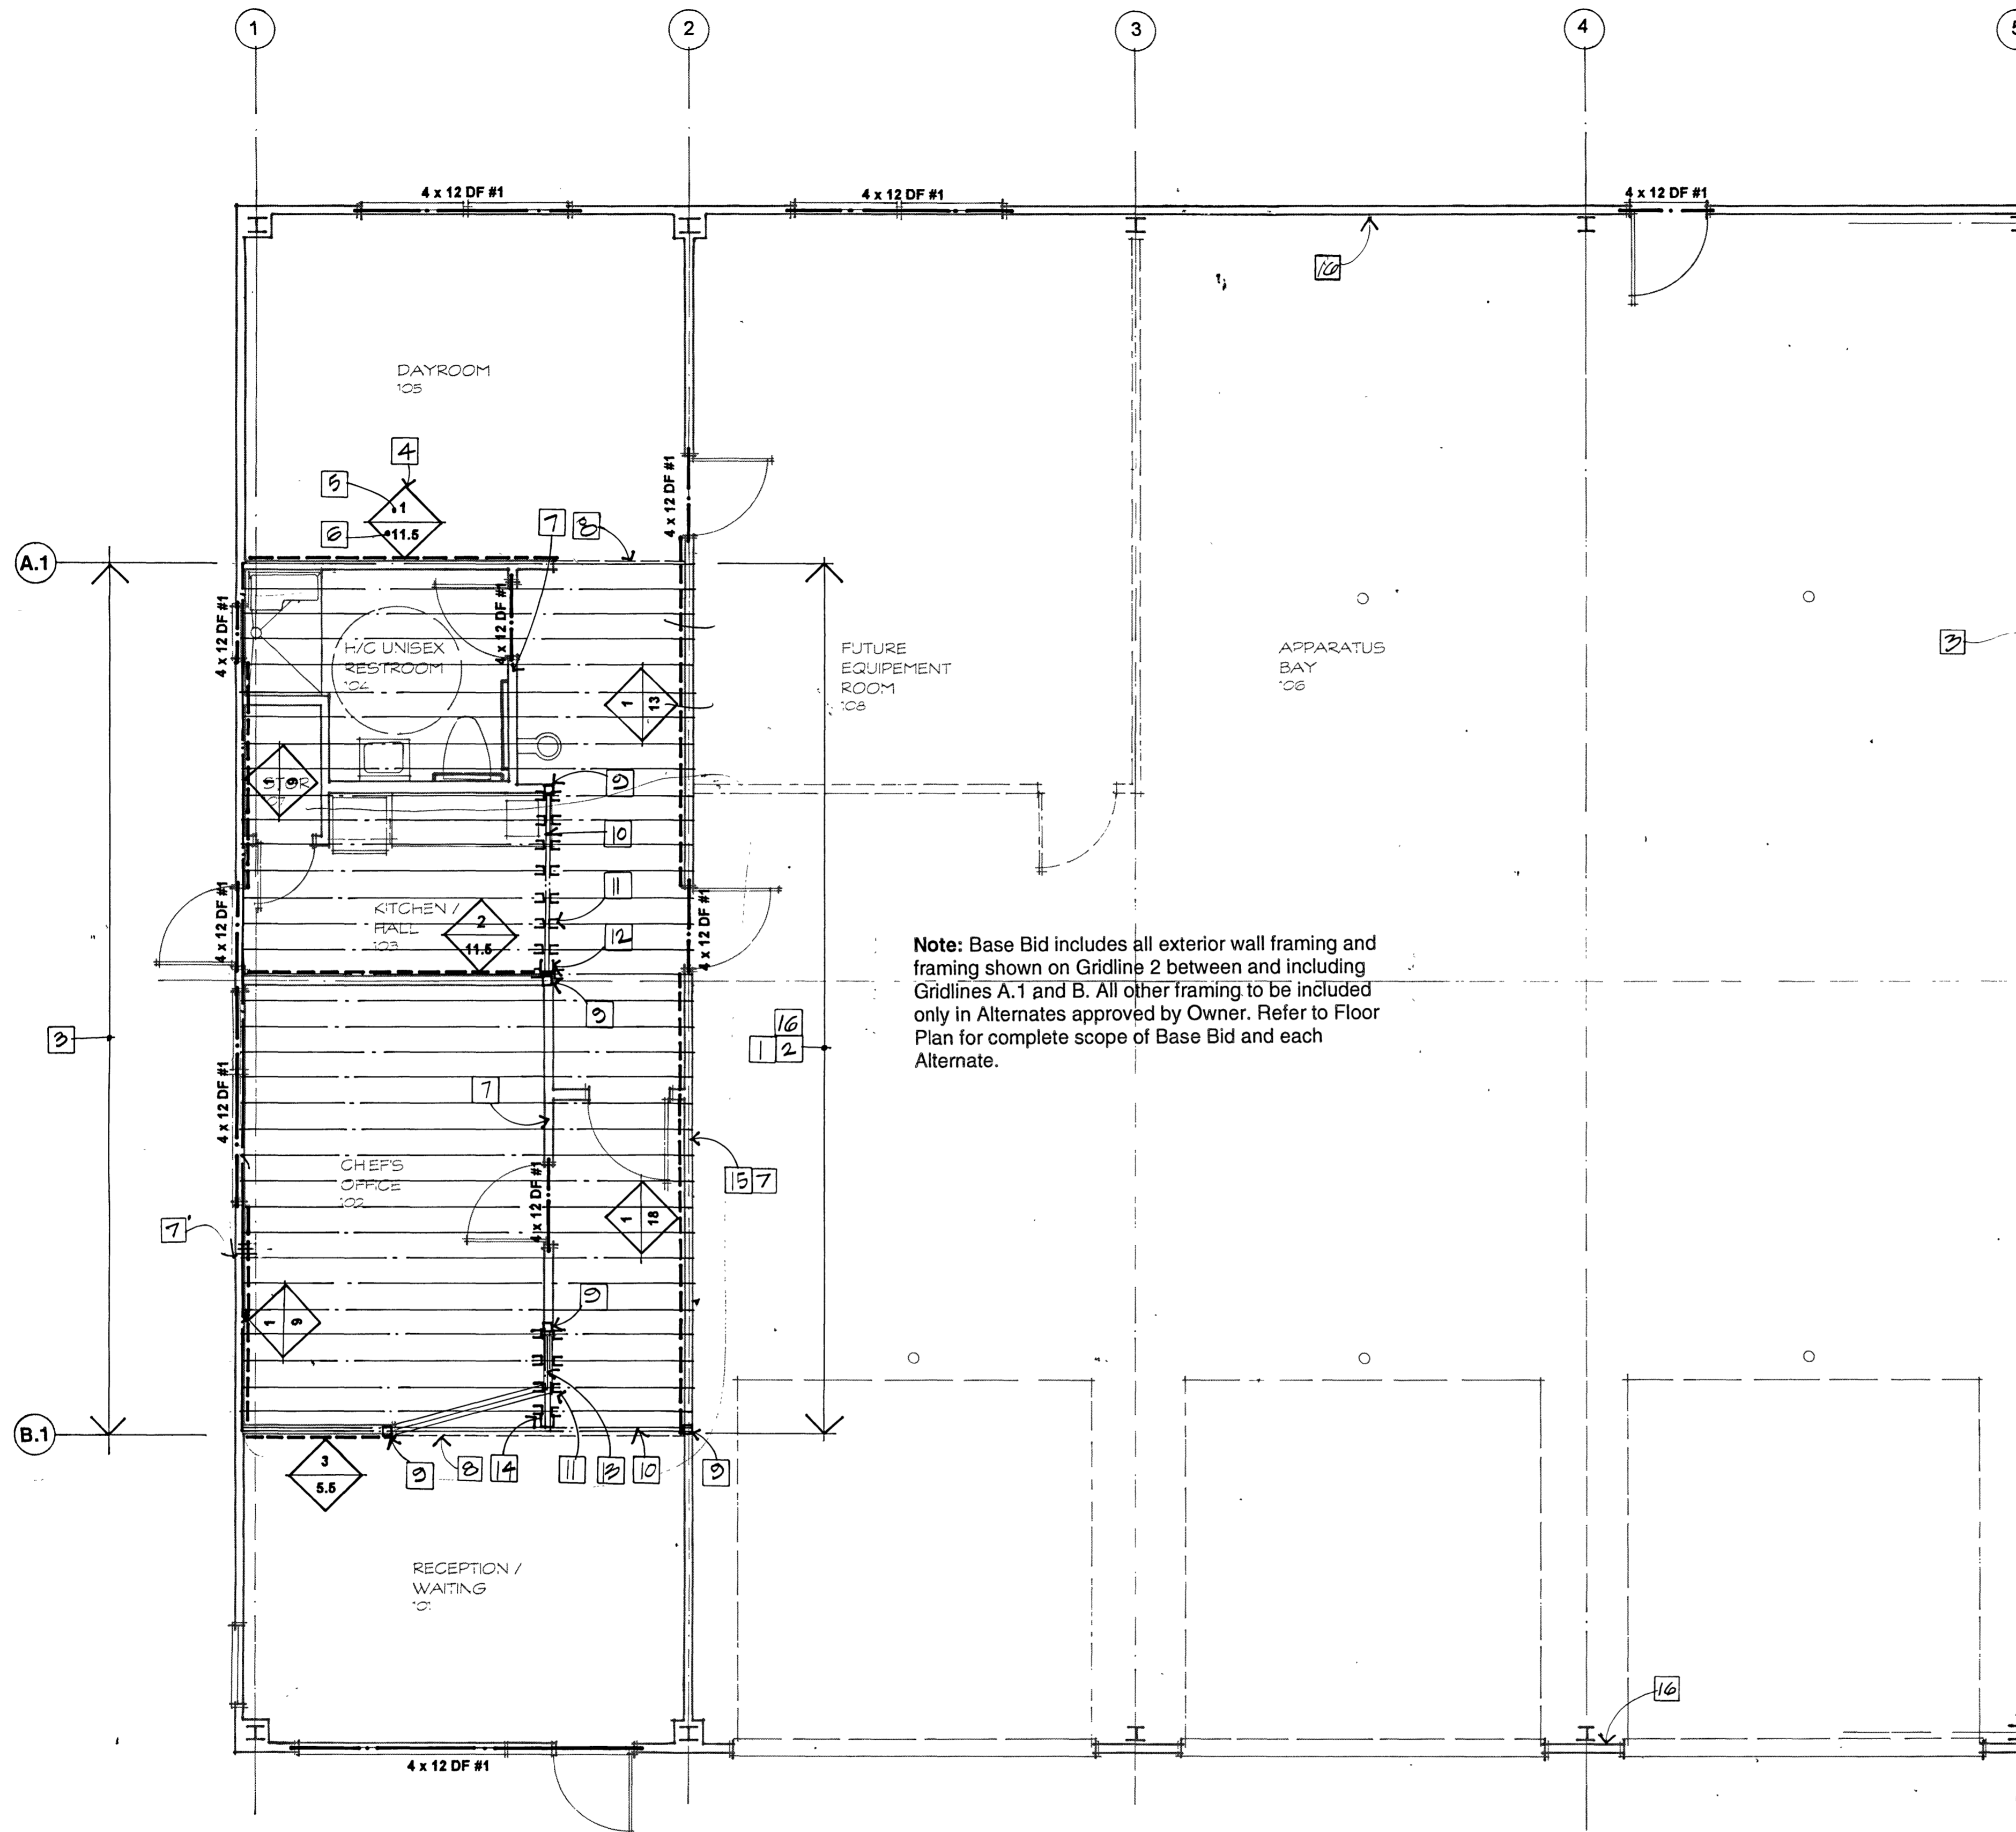 1
2
3
4
5
4 x 12 DF #1
4 x 12 DF #1
4 x 12 DF #1
16
DAYROOM
105
4
5
1
6
11.5
7
8
4 x 12 DF #1
A.1
4 x 12 DF #1
4 x 12 DF #1
H/C UNISEX
RESTROOM
104
1
13
FUTURE
EQUIPEMENT
ROOM
108
APPARATUS
BAY
106
3
1
9
STOR
107
9
10
11
12
KITCHEN /
HALL
103
2
11.5
4 x 12 DF #1
4 x 12 DF #1
9
Note: Base Bid includes all exterior wall framing and
framing shown on Gridline 2 between and including
Gridlines A.1 and B. All other framing to be included
only in Alternates approved by Owner. Refer to Floor
Plan for complete scope of Base Bid and each
Alternate.
3
16
1 2
4 x 12 DF #1
7
CHEF'S
OFFICE
102
4 x 12 DF #1
15 7
1
18
7
9
1
9
B.1
3
5.5
9
8
14
11
13
10
9
RECEPTION /
WAITING
101
16
4 x 12 DF #1